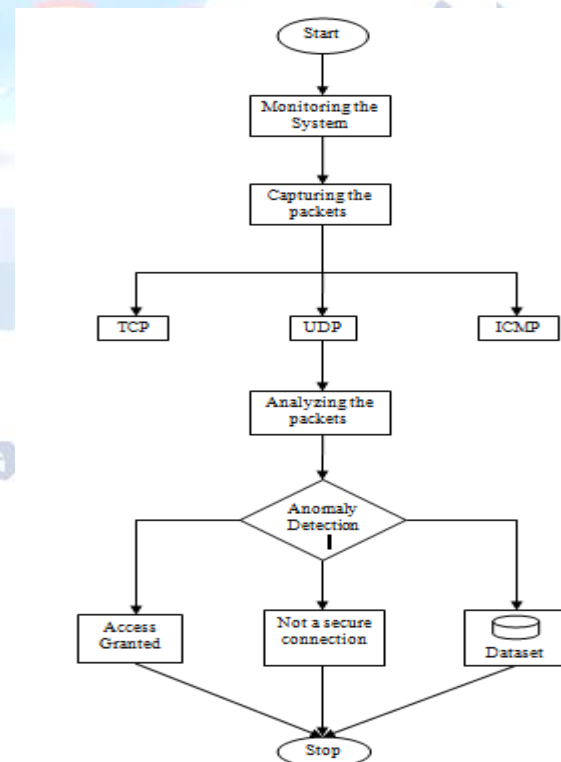 Start
Monitoring the
System
Capturing the
packets
TCP
UDP
ICMP
Analyzing the
packets
Anomaly
Detection
Access
Granted
Not a secure
connection
Dataset
Stop